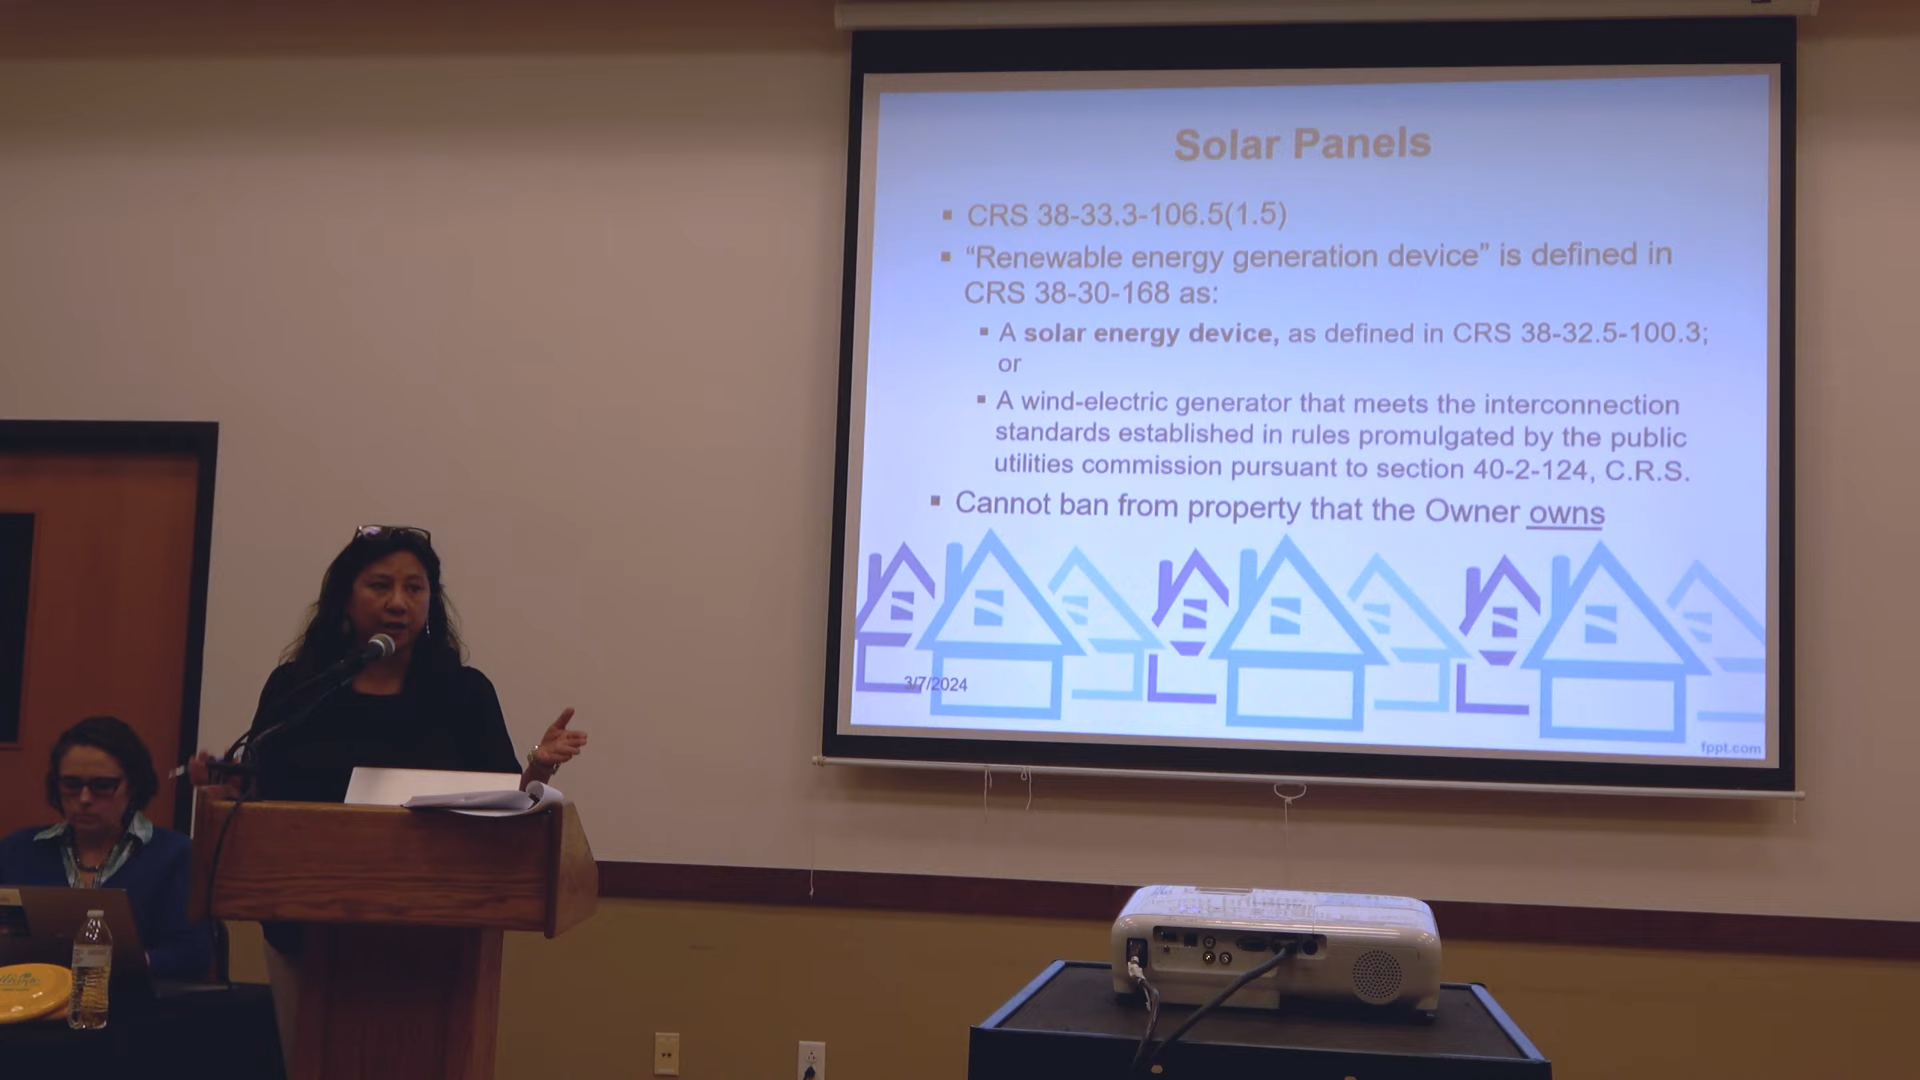 Solar Panels
▪ CRS 38-33.3-106.5(1.5)
▪ “Renewable energy generation device” is defined in
CRS 38-30-168 as:
▪ A solar energy device, as defined in CRS 38-32.5-100.3;
or
▪ A wind-electric generator that meets the interconnection
standards established in rules promulgated by the public
utilities commission pursuant to section 40-2-124, C.R.S.
▪ Cannot ban from property that the Owner owns
3/7/2024
fppt.com